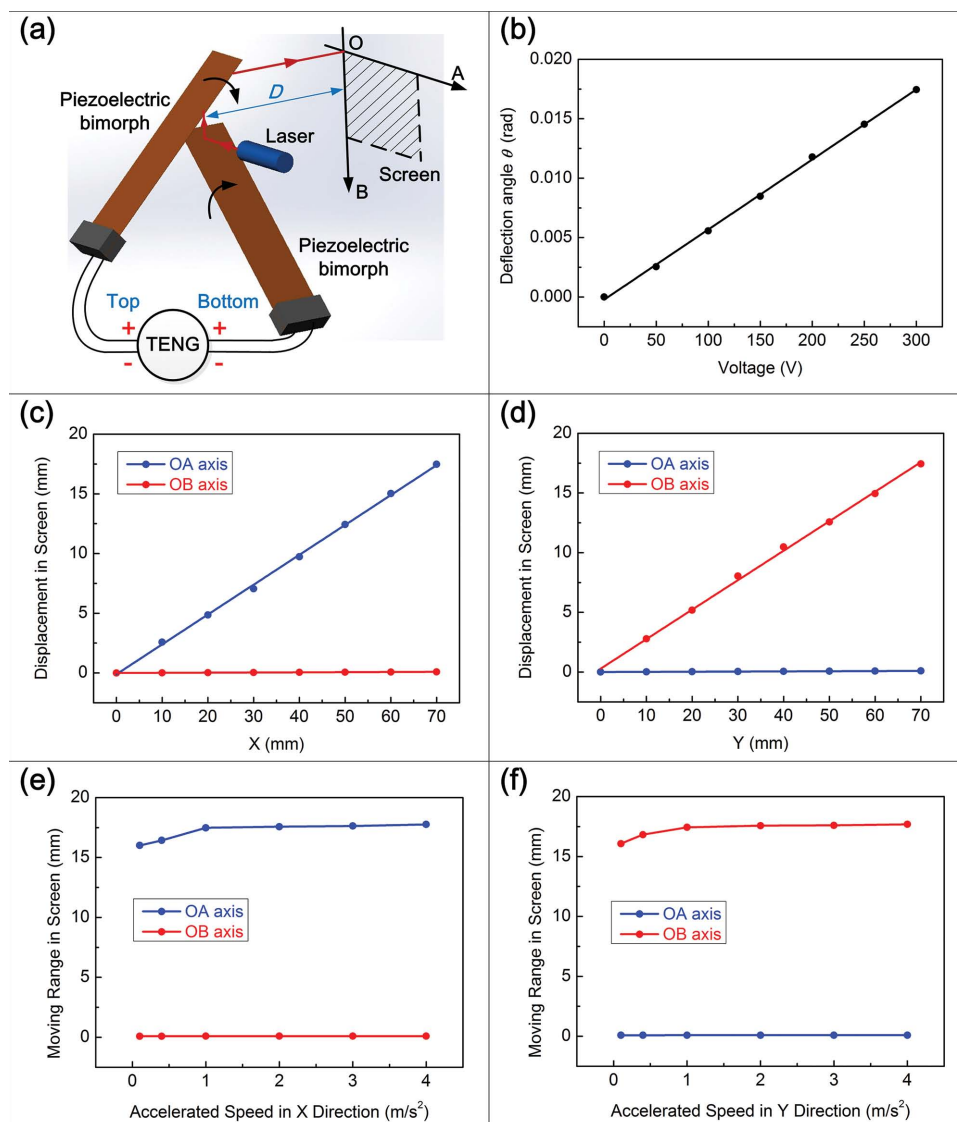 (a)
O
A
D
Piezoelectric
bimorph
Laser
Screen
B
Piezoelectric
bimorph
Top
Bottom
+
+
TENG
-
-
(b)
Deflection angle θ (rad)
0.015
0.010
0.005
0.000
0 50 100 150 200 250 300
Voltage (V)
(c)
Displacement in Screen (mm)
20
15
10
5
0
OA axis
OB axis
0 10 20 30 40 50 60 70
X (mm)
(d)
Displacement in Screen (mm)
20
15
10
5
0
OA axis
OB axis
0 10 20 30 40 50 60 70
Y (mm)
(e)
Moving Range in Screen (mm)
20
15
10
5
0
OA axis
OB axis
0 1 2 3 4
Accelerated Speed in X Direction (m/s²)
(f)
Moving Range in Screen (mm)
20
15
10
5
0
OA axis
OB axis
0 1 2 3 4
Accelerated Speed in Y Direction (m/s²)